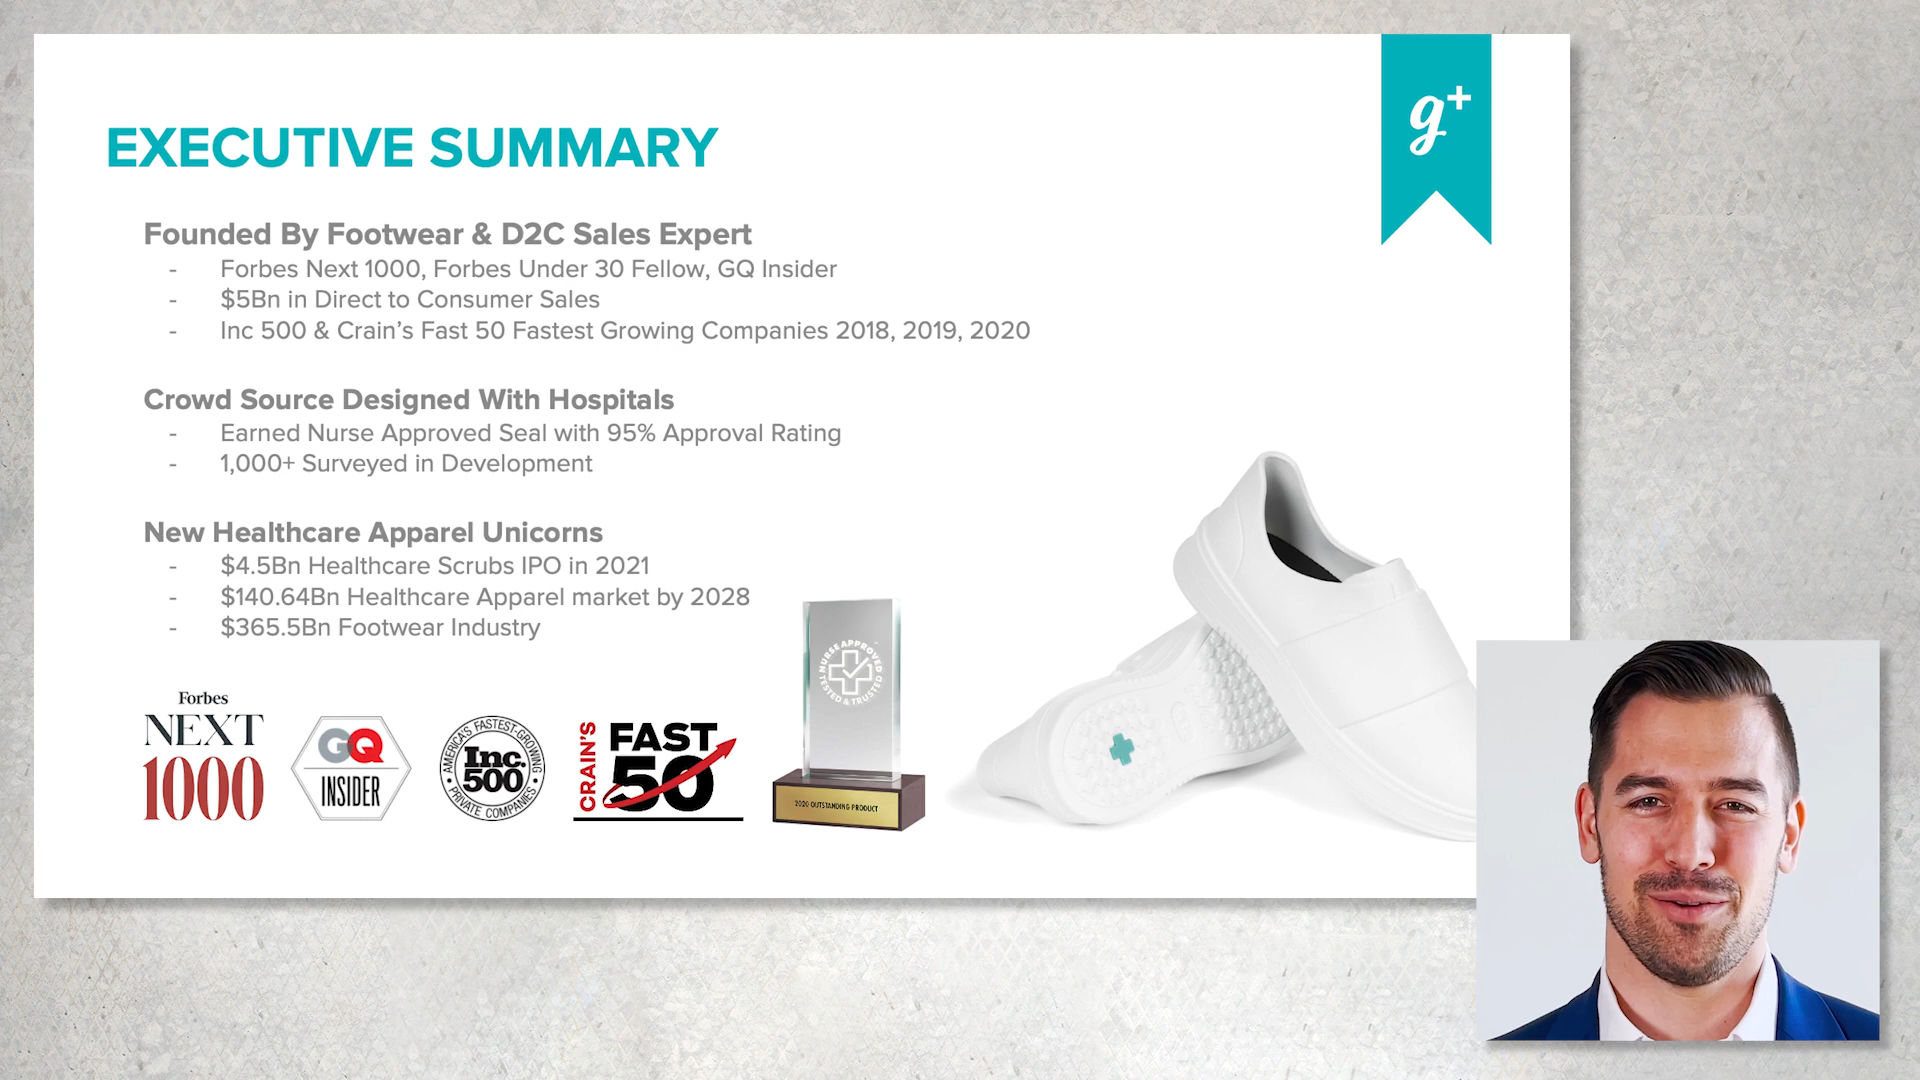 g+
EXECUTIVE SUMMARY
Founded By Footwear & D2C Sales Expert
- Forbes Next 1000, Forbes Under 30 Fellow, GQ Insider
- $5Bn in Direct to Consumer Sales
- Inc 500 & Crain’s Fast 50 Fastest Growing Companies 2018, 2019, 2020
Crowd Source Designed With Hospitals
- Earned Nurse Approved Seal with 95% Approval Rating
- 1,000+ Surveyed in Development
New Healthcare Apparel Unicorns
- $4.5Bn Healthcare Scrubs IPO in 2021
- $140.64Bn Healthcare Apparel market by 2028
- $365.5Bn Footwear Industry
Forbes
NEXT
1000
GQ
INSIDER
AMERICA'S FASTEST-GROWING
Inc.
500
PRIVATE COMPANIES
CRAIN'S
FAST
50
NURSE APPROVED
TESTED & TRUSTED
2020 OUTSTANDING PRODUCT